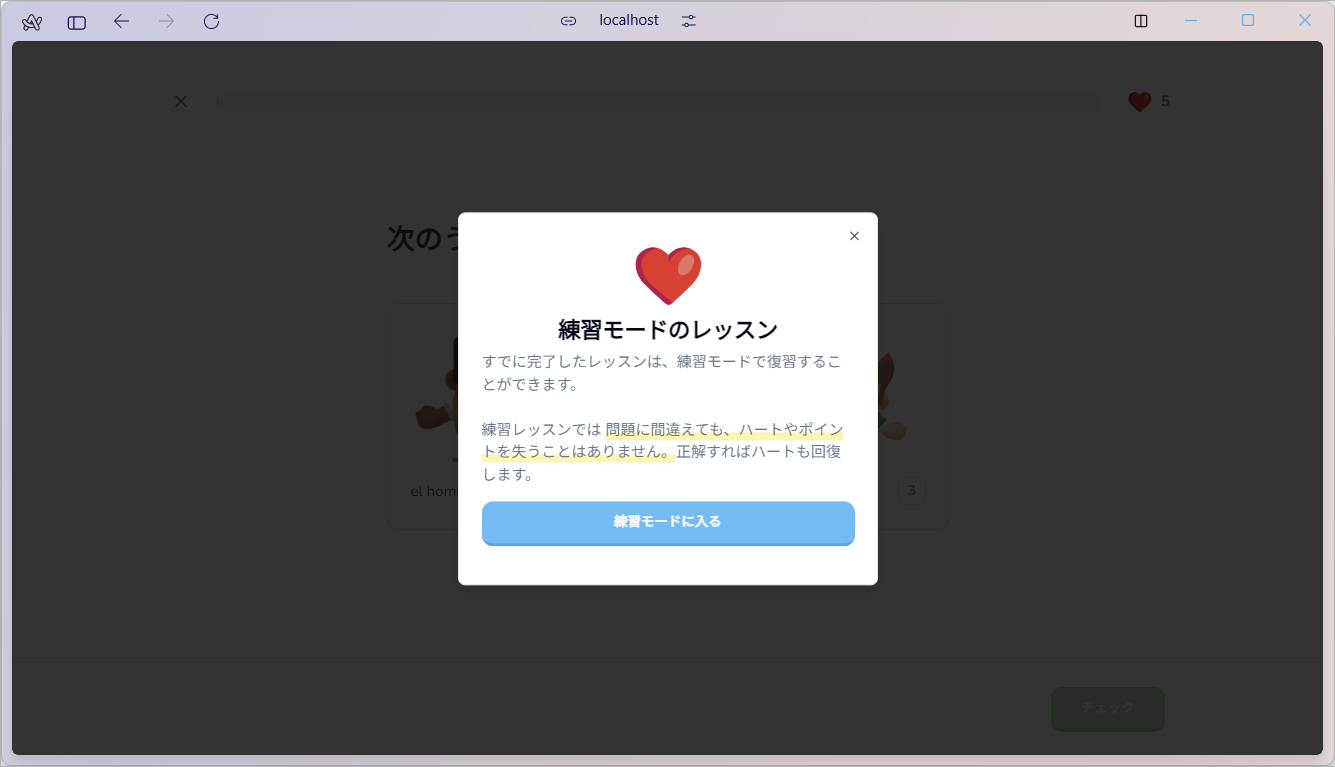 localhost
5
次のう
練習モードのレッスン
すでに完了したレッスンは、練習モードで復習するこ
とができます。
練習レッスンでは 問題に間違えても、ハートやポイン
トを失うことはありません。正解すればハートも回復
します。
el hom
3
練習モードに入る
チェック